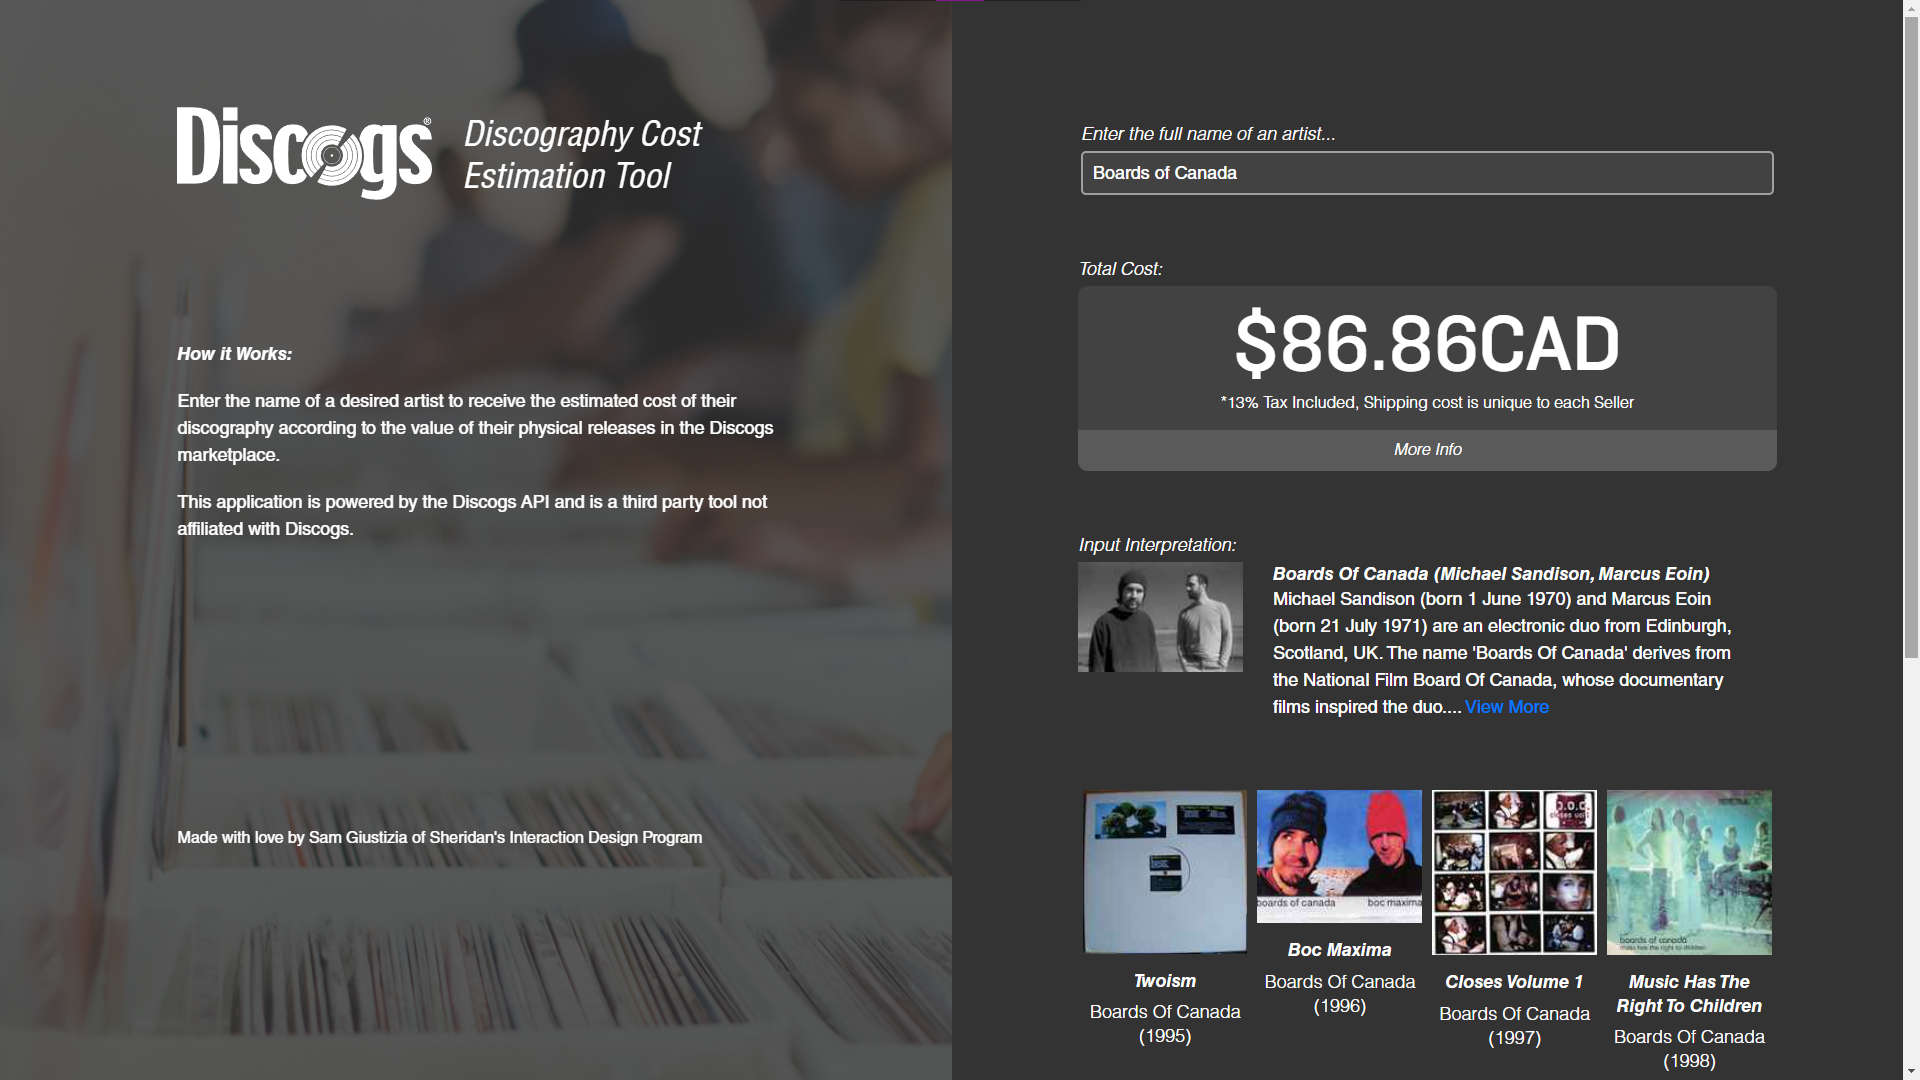 Discogs®
Discography Cost
Estimation Tool
How it Works:
Enter the name of a desired artist to receive the estimated cost of their
discography according to the value of their physical releases in the Discogs
marketplace.
This application is powered by the Discogs API and is a third party tool not
affiliated with Discogs.
Made with love by Sam Giustizia of Sheridan's Interaction Design Program
Enter the full name of an artist...
Boards of Canada
Total Cost:
$86.86CAD
*13% Tax Included, Shipping cost is unique to each Seller
More Info
Input Interpretation:
Boards Of Canada (Michael Sandison, Marcus Eoin)
Michael Sandison (born 1 June 1970) and Marcus Eoin
(born 21 July 1971) are an electronic duo from Edinburgh,
Scotland, UK. The name 'Boards Of Canada' derives from
the National Film Board Of Canada, whose documentary
films inspired the duo.... View More
boards of canada boc maxima
boards of canada
music has the right to children
Twoism
Boards Of Canada
(1995)
Boc Maxima
Boards Of Canada
(1996)
Closes Volume 1
Boards Of Canada
(1997)
Music Has The
Right To Children
Boards Of Canada
(1998)